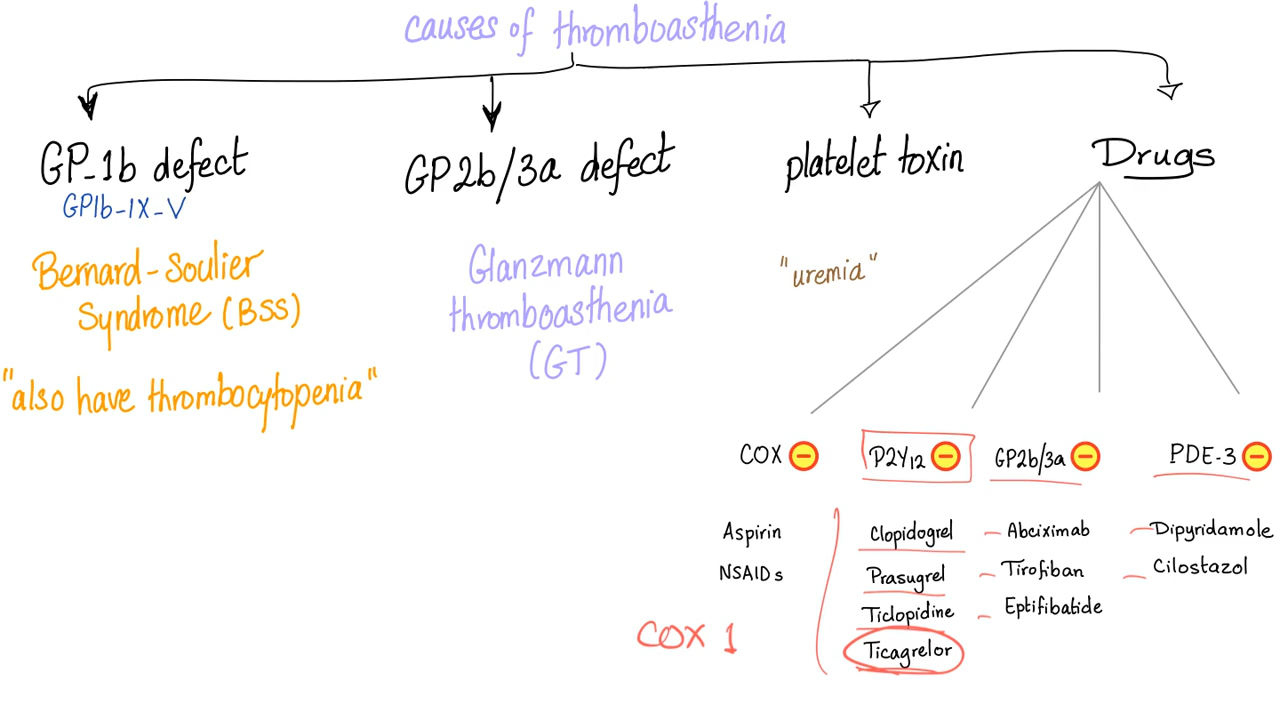 causes of thromboasthenia
GP-1b defect
GP1b-IX-V
Bernard-Soulier
Syndrome (BSS)
"also have thrombocytopenia"
GP2b/3a defect
Glanzmann
thromboasthenia
(GT)
platelet toxin
"uremia"
Drugs
COX
Aspirin
NSAIDs
COX 1
P2Y12
Clopidogrel
Prasugrel
Ticlopidine
Ticagrelor
GP2b/3a
Abciximab
Tirofiban
Eptifibatide
PDE-3
Dipyridamole
Cilostazol